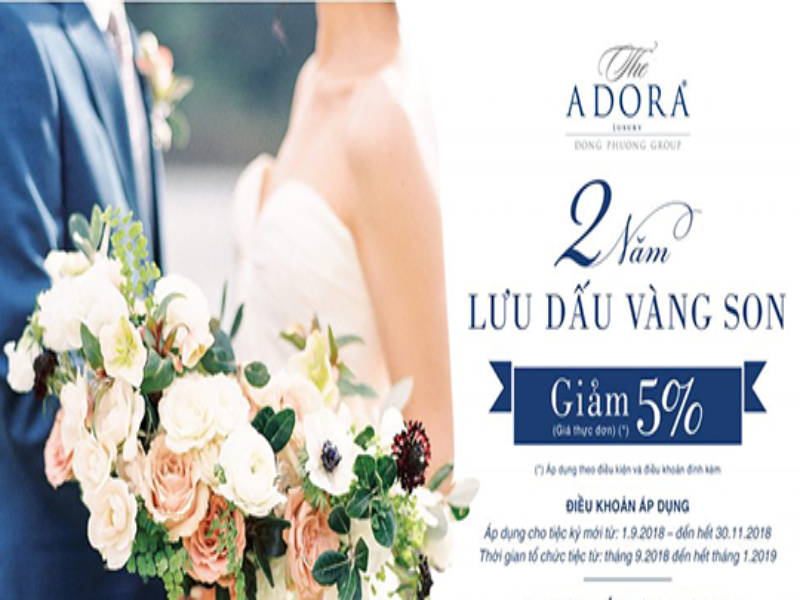 The
ADORA
LUXURY
DONG PHUONG GROUP
2 Năm
LƯU DẤU VÀNG SON
Giảm 5%
(Giá thực đơn) (*)
(*) Áp dụng theo điều kiện và điều khoản đính kèm
ĐIỀU KHOẢN ÁP DỤNG
Áp dụng cho tiệc ký mới từ: 1.9.2018 – đến hết 30.11.2018
Thời gian tổ chức tiệc từ: tháng 9.2018 đến hết tháng 1.2019